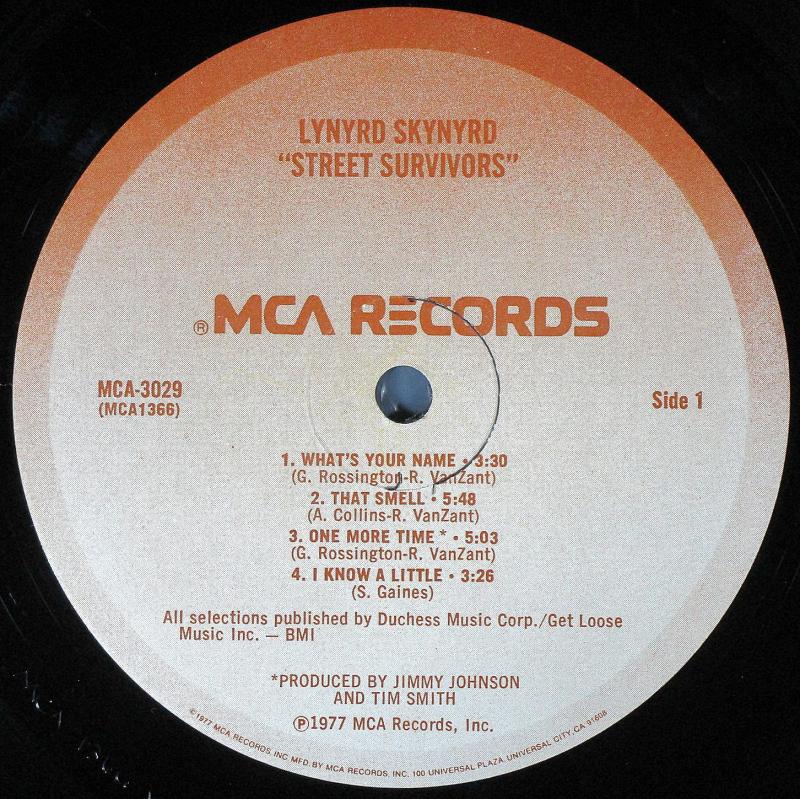 LYNYRD SKYNYRD
“STREET SURVIVORS”
® MCA RECORDS
MCA-3029
(MCA1366)
Side 1
1. WHAT'S YOUR NAME • 3:30
(G. Rossington-R. VanZant)
2. THAT SMELL • 5:48
(A. Collins-R. VanZant)
3. ONE MORE TIME * • 5:03
(G. Rossington-R. VanZant)
4. I KNOW A LITTLE • 3:26
(S. Gaines)
All selections published by Duchess Music Corp./Get Loose
Music Inc. — BMI
*PRODUCED BY JIMMY JOHNSON
AND TIM SMITH
Ⓟ1977 MCA Records, Inc.
©1977 MCA RECORDS, INC. MFD. BY MCA RECORDS, INC. 100 UNIVERSAL PLAZA, UNIVERSAL CITY, CA 91608